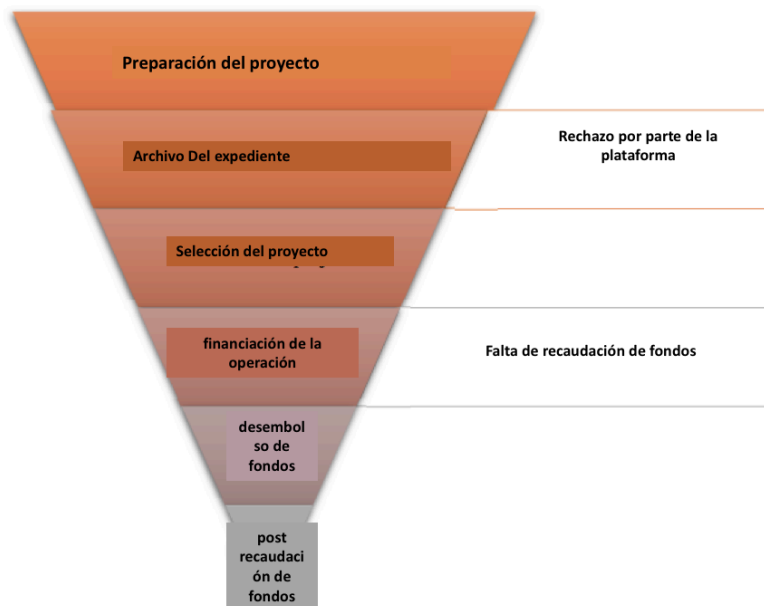 Preparación del proyecto
Archivo Del expediente
Rechazo por parte de la
plataforma
Selección del proyecto
financiación de la
operación
Falta de recaudación de fondos
desembol
so de
fondos
post
recaudaci
ón de
fondos